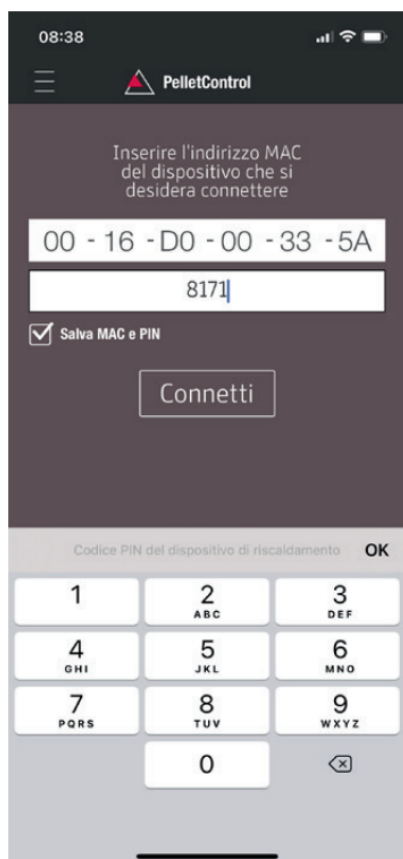 08:38
PelletControl
Inserire l'indirizzo MAC
del dispositivo che si
desidera connettere
00 - 16 - D0 - 00 - 33 - 5A
8171
Salva MAC e PIN
Connetti
Codice PIN del dispositivo di riscaldamento OK
1 2 3
ABC DEF
4 5 6
GHI JKL MNO
7 8 9
PQRS TUV WXYZ
0